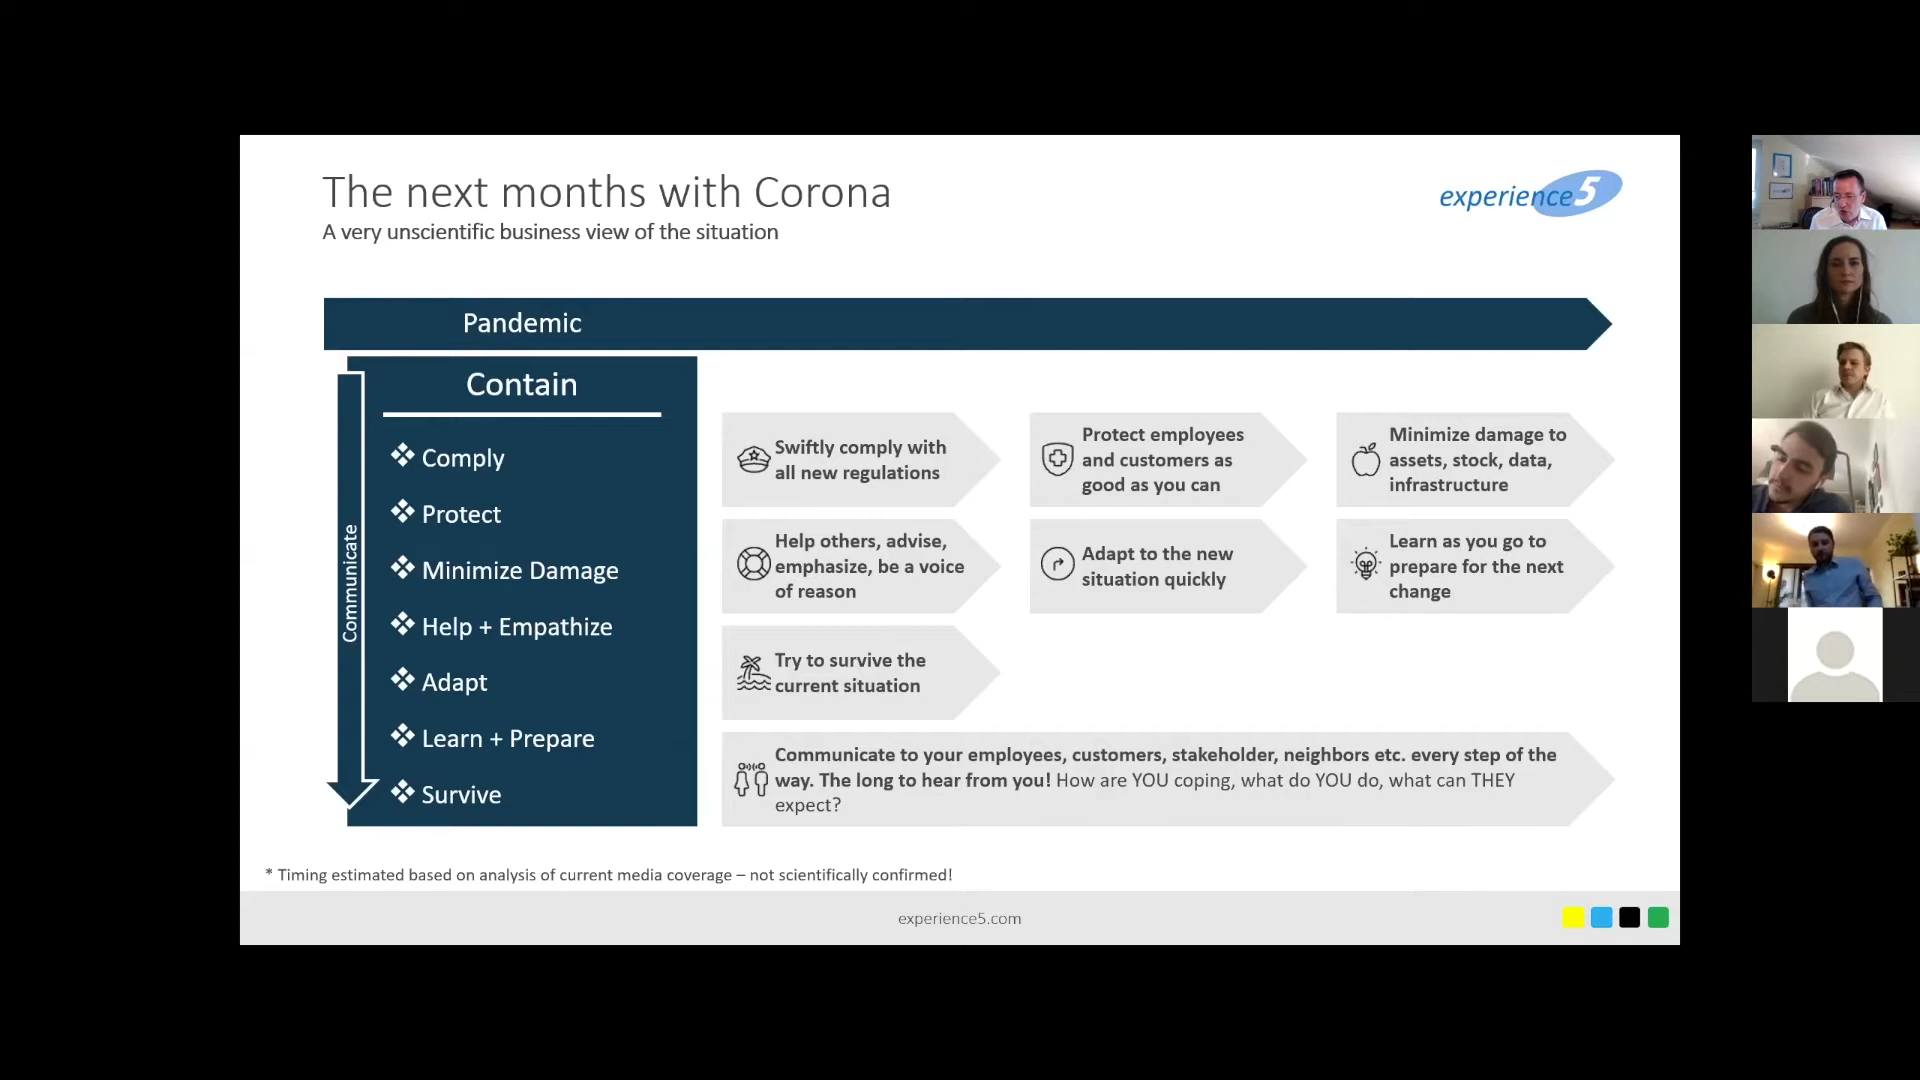 The next months with Corona
experience5
A very unscientific business view of the situation
Pandemic
Contain
Communicate
❖ Comply
❖ Protect
❖ Minimize Damage
❖ Help + Empathize
❖ Adapt
❖ Learn + Prepare
❖ Survive
Swiftly comply with
all new regulations
Protect employees
and customers as
good as you can
Minimize damage to
assets, stock, data,
infrastructure
Help others, advise,
emphasize, be a voice
of reason
Adapt to the new
situation quickly
Learn as you go to
prepare for the next
change
Try to survive the
current situation
Communicate to your employees, customers, stakeholder, neighbors etc. every step of the
way. The long to hear from you! How are YOU coping, what do YOU do, what can THEY
expect?
* Timing estimated based on analysis of current media coverage – not scientifically confirmed!
experience5.com